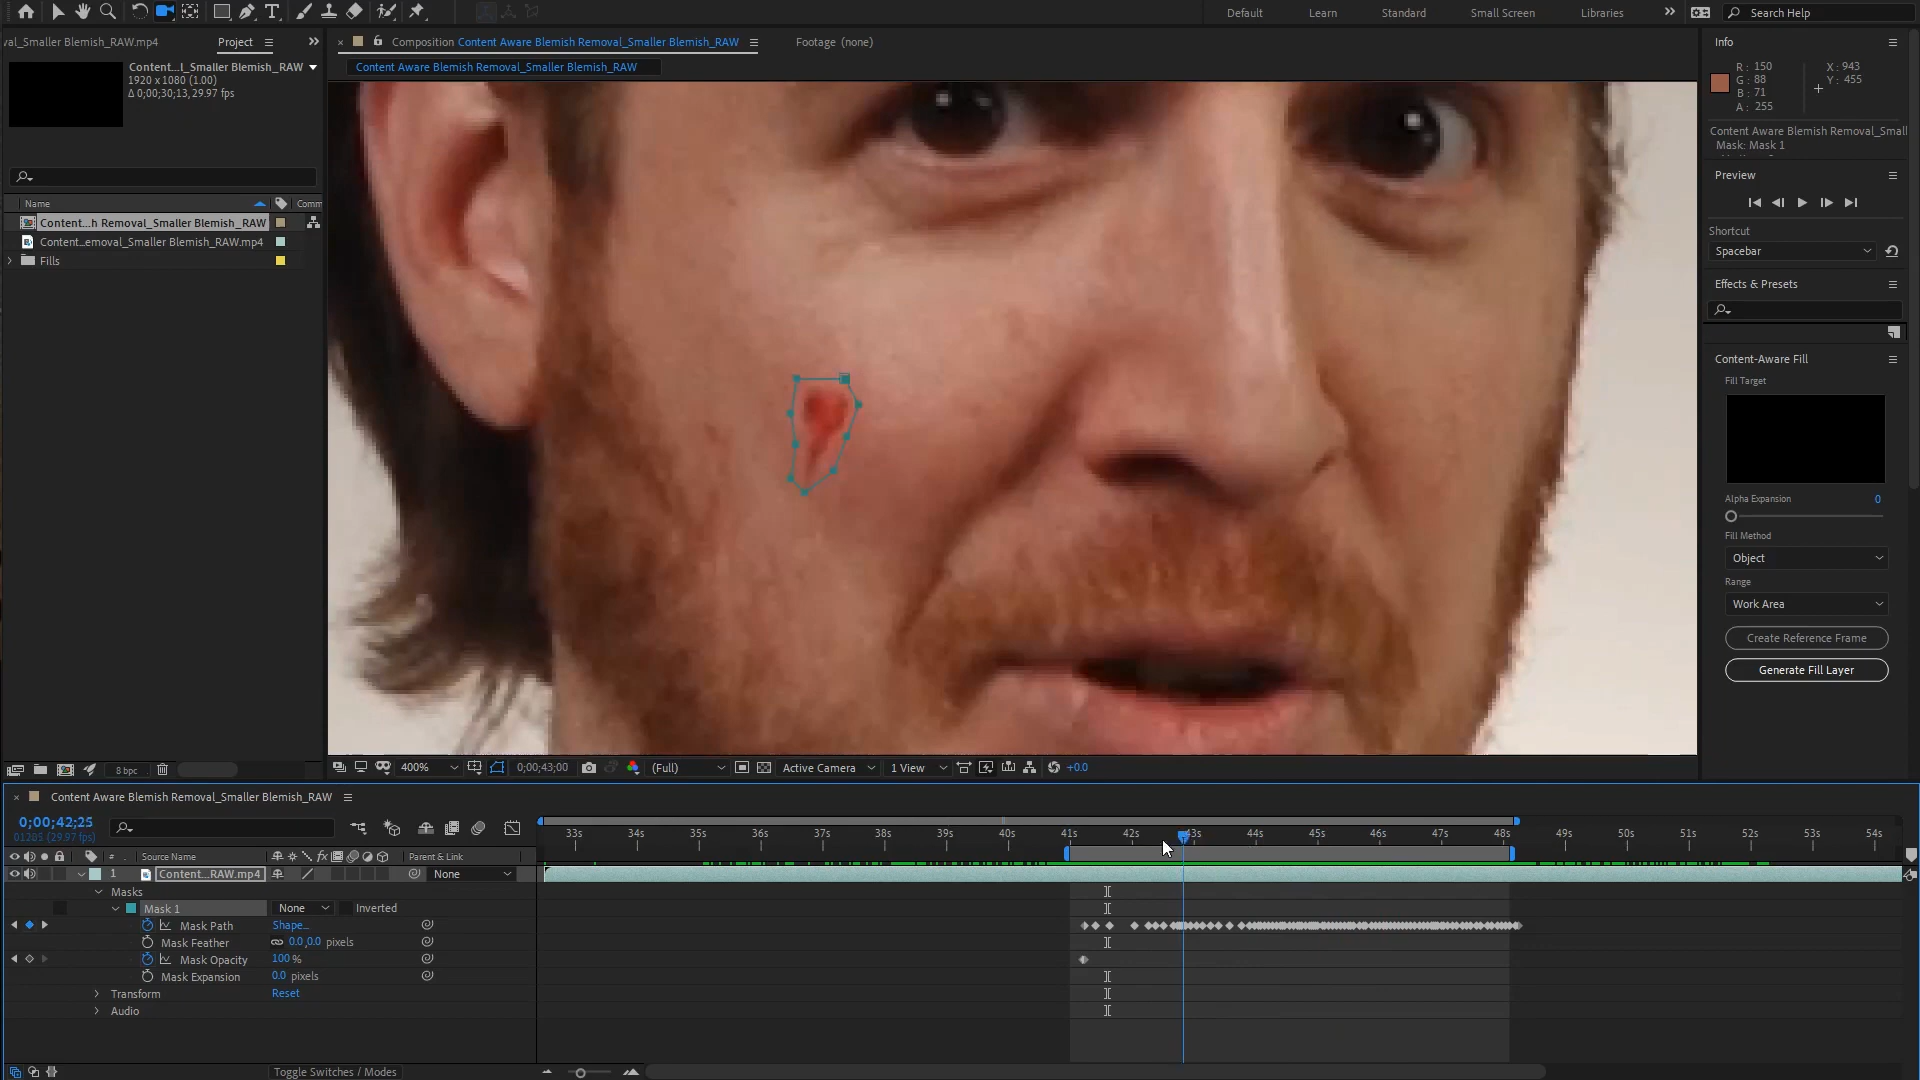 Default
Learn
Standard
Small Screen
Libraries
Search Help
val_Smaller Blemish_RAW.mp4
Project
Composition Content Aware Blemish Removal_Smaller Blemish_RAW
Footage (none)
Content Aware Blemish Removal_Smaller Blemish_RAW
Content...l_Smaller Blemish_RAW
1920 x 1080 (1.00)
Δ 0;00;30;13, 29.97 fps
Name
Comm
Content...h Removal_Smaller Blemish_RAW
Content...emoval_Smaller Blemish_RAW.mp4
Fills
8 bpc
Info
R : 150
G : 88
B : 71
A : 255
X : 943
Y : 455
Content Aware Blemish Removal_Small
Mask: Mask 1
Preview
Shortcut
Spacebar
Effects & Presets
Content-Aware Fill
Fill Target
Alpha Expansion
0
Fill Method
Object
Range
Work Area
Create Reference Frame
Generate Fill Layer
400%
0;00;43;00
(Full)
Active Camera
1 View
+0.0
Content Aware Blemish Removal_Smaller Blemish_RAW
0;00;42;25
01285 (29.97 fps)
33s 34s 35s 36s 37s 38s 39s 40s 41s 42s 43s 44s 45s 46s 47s 48s 49s 50s 51s 52s 53s 54s
# . Source Name fx Parent & Link
1 Content...RAW.mp4 None
Masks
Mask 1 None Inverted
Mask Path Shape...
Mask Feather 0.0,0.0 pixels
Mask Opacity 100 %
Mask Expansion 0.0 pixels
Transform Reset
Audio
Toggle Switches / Modes